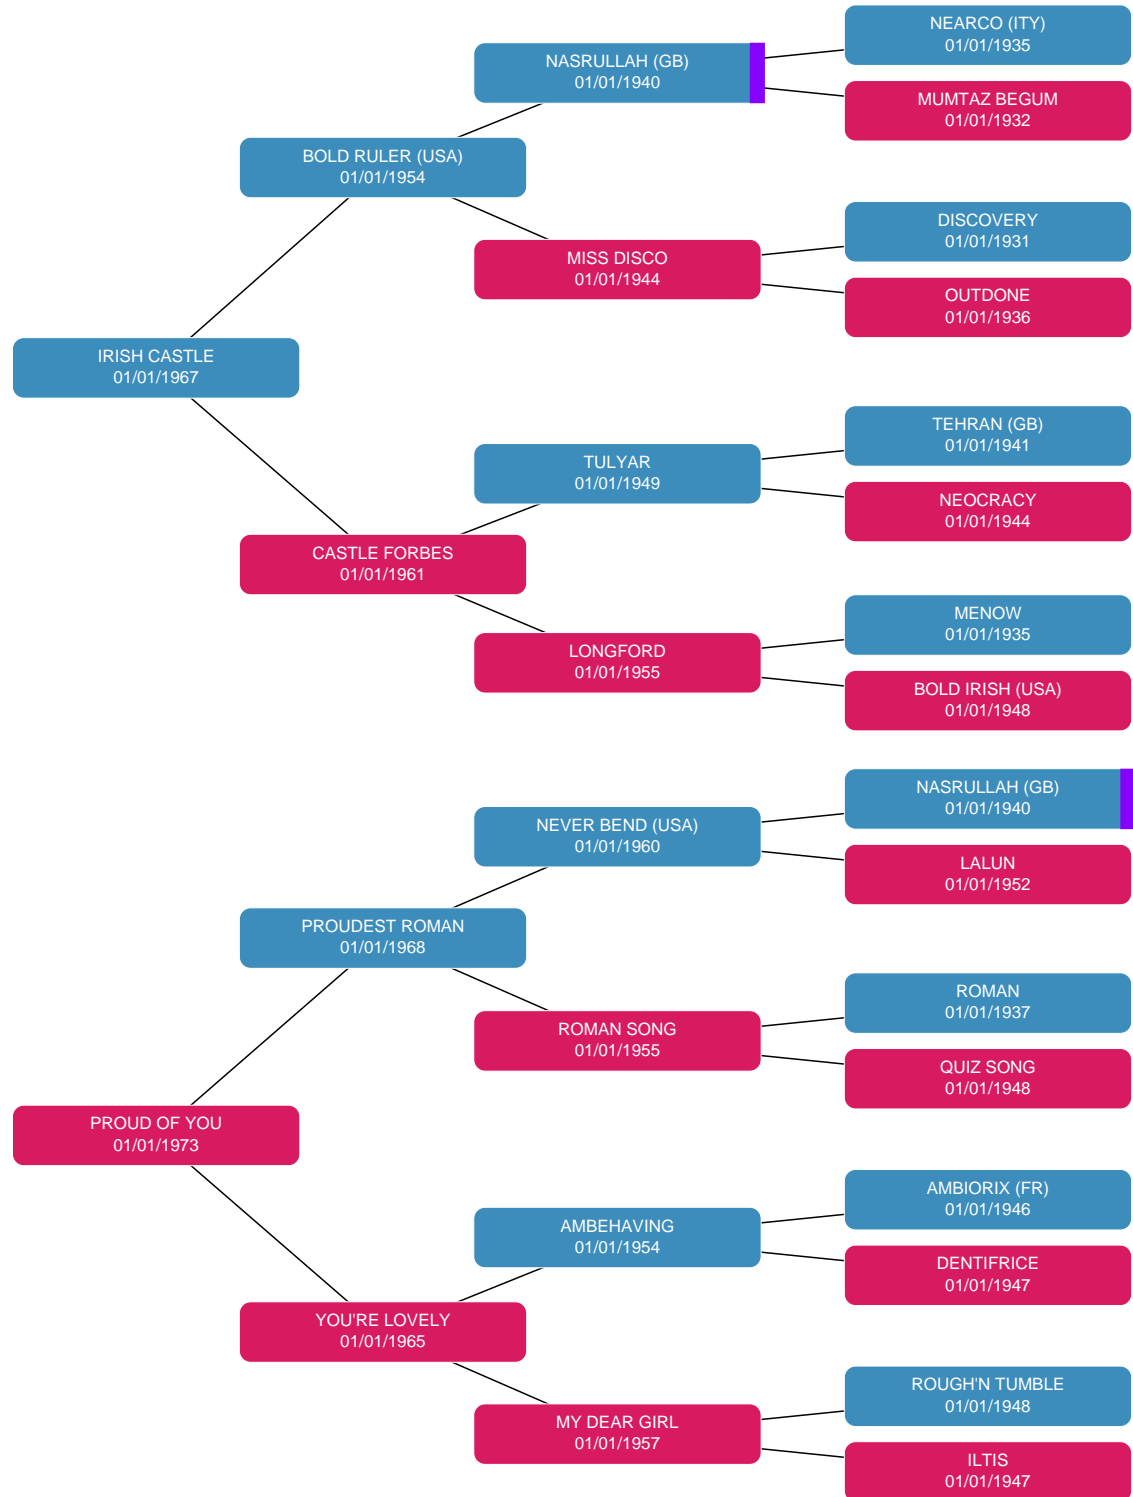 NEARCO (ITY)
01/01/1935
NASRULLAH (GB)
01/01/1940
MUMTAZ BEGUM
01/01/1932
BOLD RULER (USA)
01/01/1954
DISCOVERY
01/01/1931
MISS DISCO
01/01/1944
OUTDONE
01/01/1936
IRISH CASTLE
01/01/1967
TEHRAN (GB)
01/01/1941
TULYAR
01/01/1949
NEOCRACY
01/01/1944
CASTLE FORBES
01/01/1961
MENOW
01/01/1935
LONGFORD
01/01/1955
BOLD IRISH (USA)
01/01/1948
NASRULLAH (GB)
01/01/1940
NEVER BEND (USA)
01/01/1960
LALUN
01/01/1952
PROUDEST ROMAN
01/01/1968
ROMAN
01/01/1937
ROMAN SONG
01/01/1955
QUIZ SONG
01/01/1948
PROUD OF YOU
01/01/1973
AMBIORIX (FR)
01/01/1946
AMBEHAVING
01/01/1954
DENTIFRICE
01/01/1947
YOU'RE LOVELY
01/01/1965
ROUGH'N TUMBLE
01/01/1948
MY DEAR GIRL
01/01/1957
ILTIS
01/01/1947